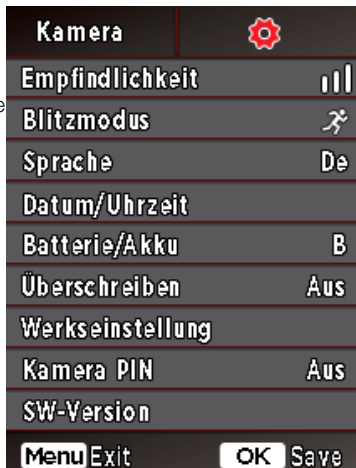 Kamera
Empfindlichkeit
e
Blitzmodus
Sprache De
Datum/Uhrzeit
Batterie/Akku B
Überschreiben Aus
Werkseinstellung
Kamera PIN Aus
SW-Version
Menu Exit OK Save